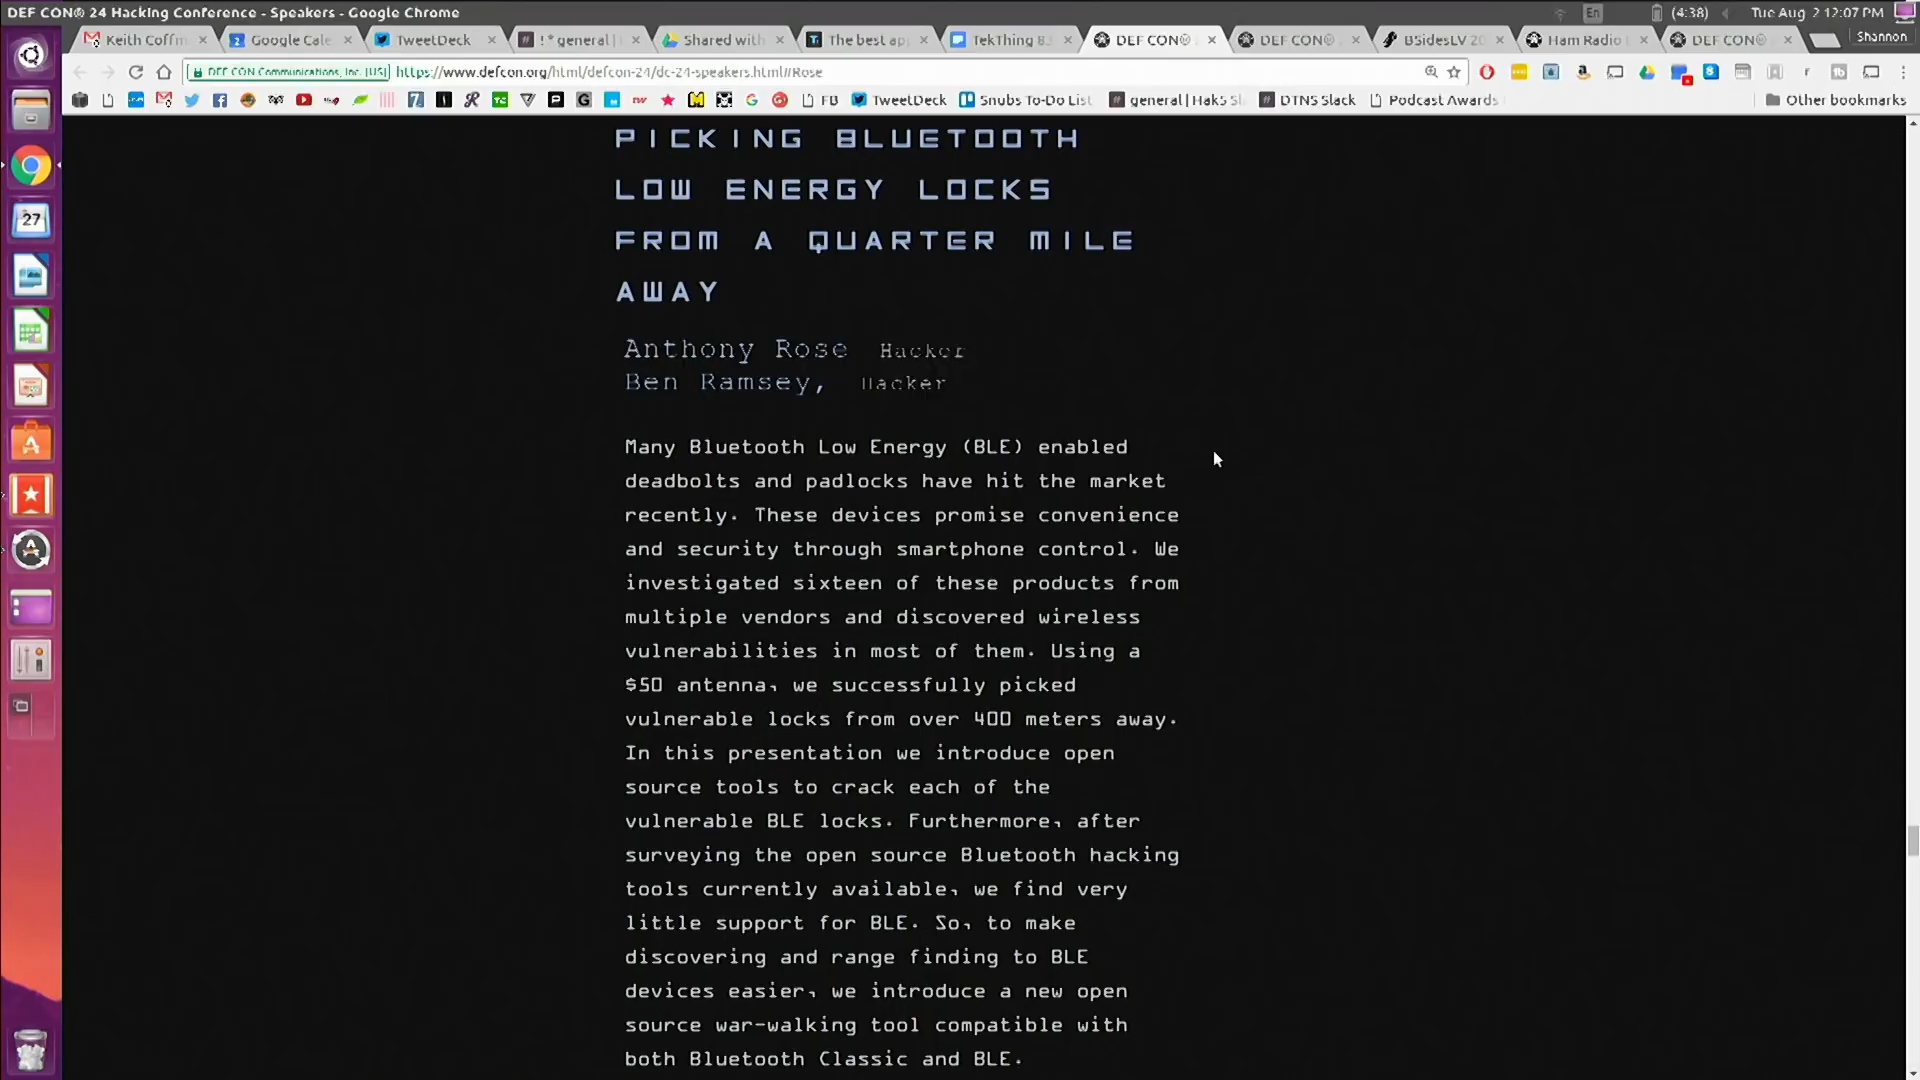 DEF CON® 24 Hacking Conference - Speakers - Google Chrome
En
(4:38)
Tue Aug 2 12:07 PM
Keith Coffm
Google Cale
TweetDeck
! * general |
Shared with
The best ap
TekThing 83
DEF CON®
DEF CON®
BSidesLV 20
Ham Radio
DEF CON®
Shannon
DEF CON Communications, Inc. [US]
https://www.defcon.org/html/defcon-24/dc-24-speakers.html#Rose
FB
TweetDeck
Snubs To-Do List
general | Hak5 Sl
DTNS Slack
Podcast Awards
Other bookmarks
27
PICKING BLUETOOTH
LOW ENERGY LOCKS
FROM A QUARTER MILE
AWAY
Anthony Rose Hacker
Ben Ramsey, Hacker
Many Bluetooth Low Energy (BLE) enabled
deadbolts and padlocks have hit the market
recently. These devices promise convenience
and security through smartphone control. We
investigated sixteen of these products from
multiple vendors and discovered wireless
vulnerabilities in most of them. Using a
$50 antenna, we successfully picked
vulnerable locks from over 400 meters away.
In this presentation we introduce open
source tools to crack each of the
vulnerable BLE locks. Furthermore, after
surveying the open source Bluetooth hacking
tools currently available, we find very
little support for BLE. So, to make
discovering and range finding to BLE
devices easier, we introduce a new open
source war-walking tool compatible with
both Bluetooth Classic and BLE.